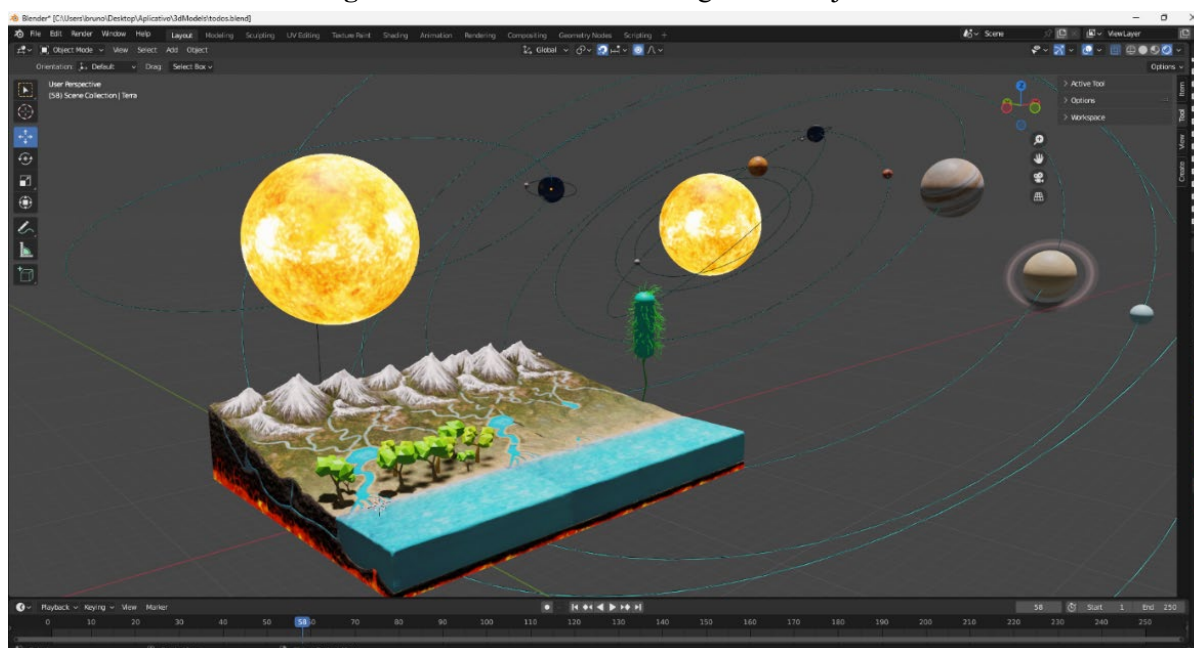 Blender* [C:\Users\bruno\Desktop\Aplicativo\3dModels\todos.blend]
File Edit Render Window Help Layout Modeling Sculpting UV Editing Texture Paint Shading Animation Rendering Compositing Geometry Nodes Scripting + Scene ViewLayer
Object Mode View Select Add Object Global
Orientation: Default Drag: Select Box Options
User Perspective
(58) Scene Collection | Terra
Z
Active Tool
Options
Workspace
Item
Tool
View
Create
Playback Keying View Marker 58 Start 1 End 250
0 10 20 30 40 50 58 60 70 80 90 100 110 120 130 140 150 160 170 180 190 200 210 220 230 240 250